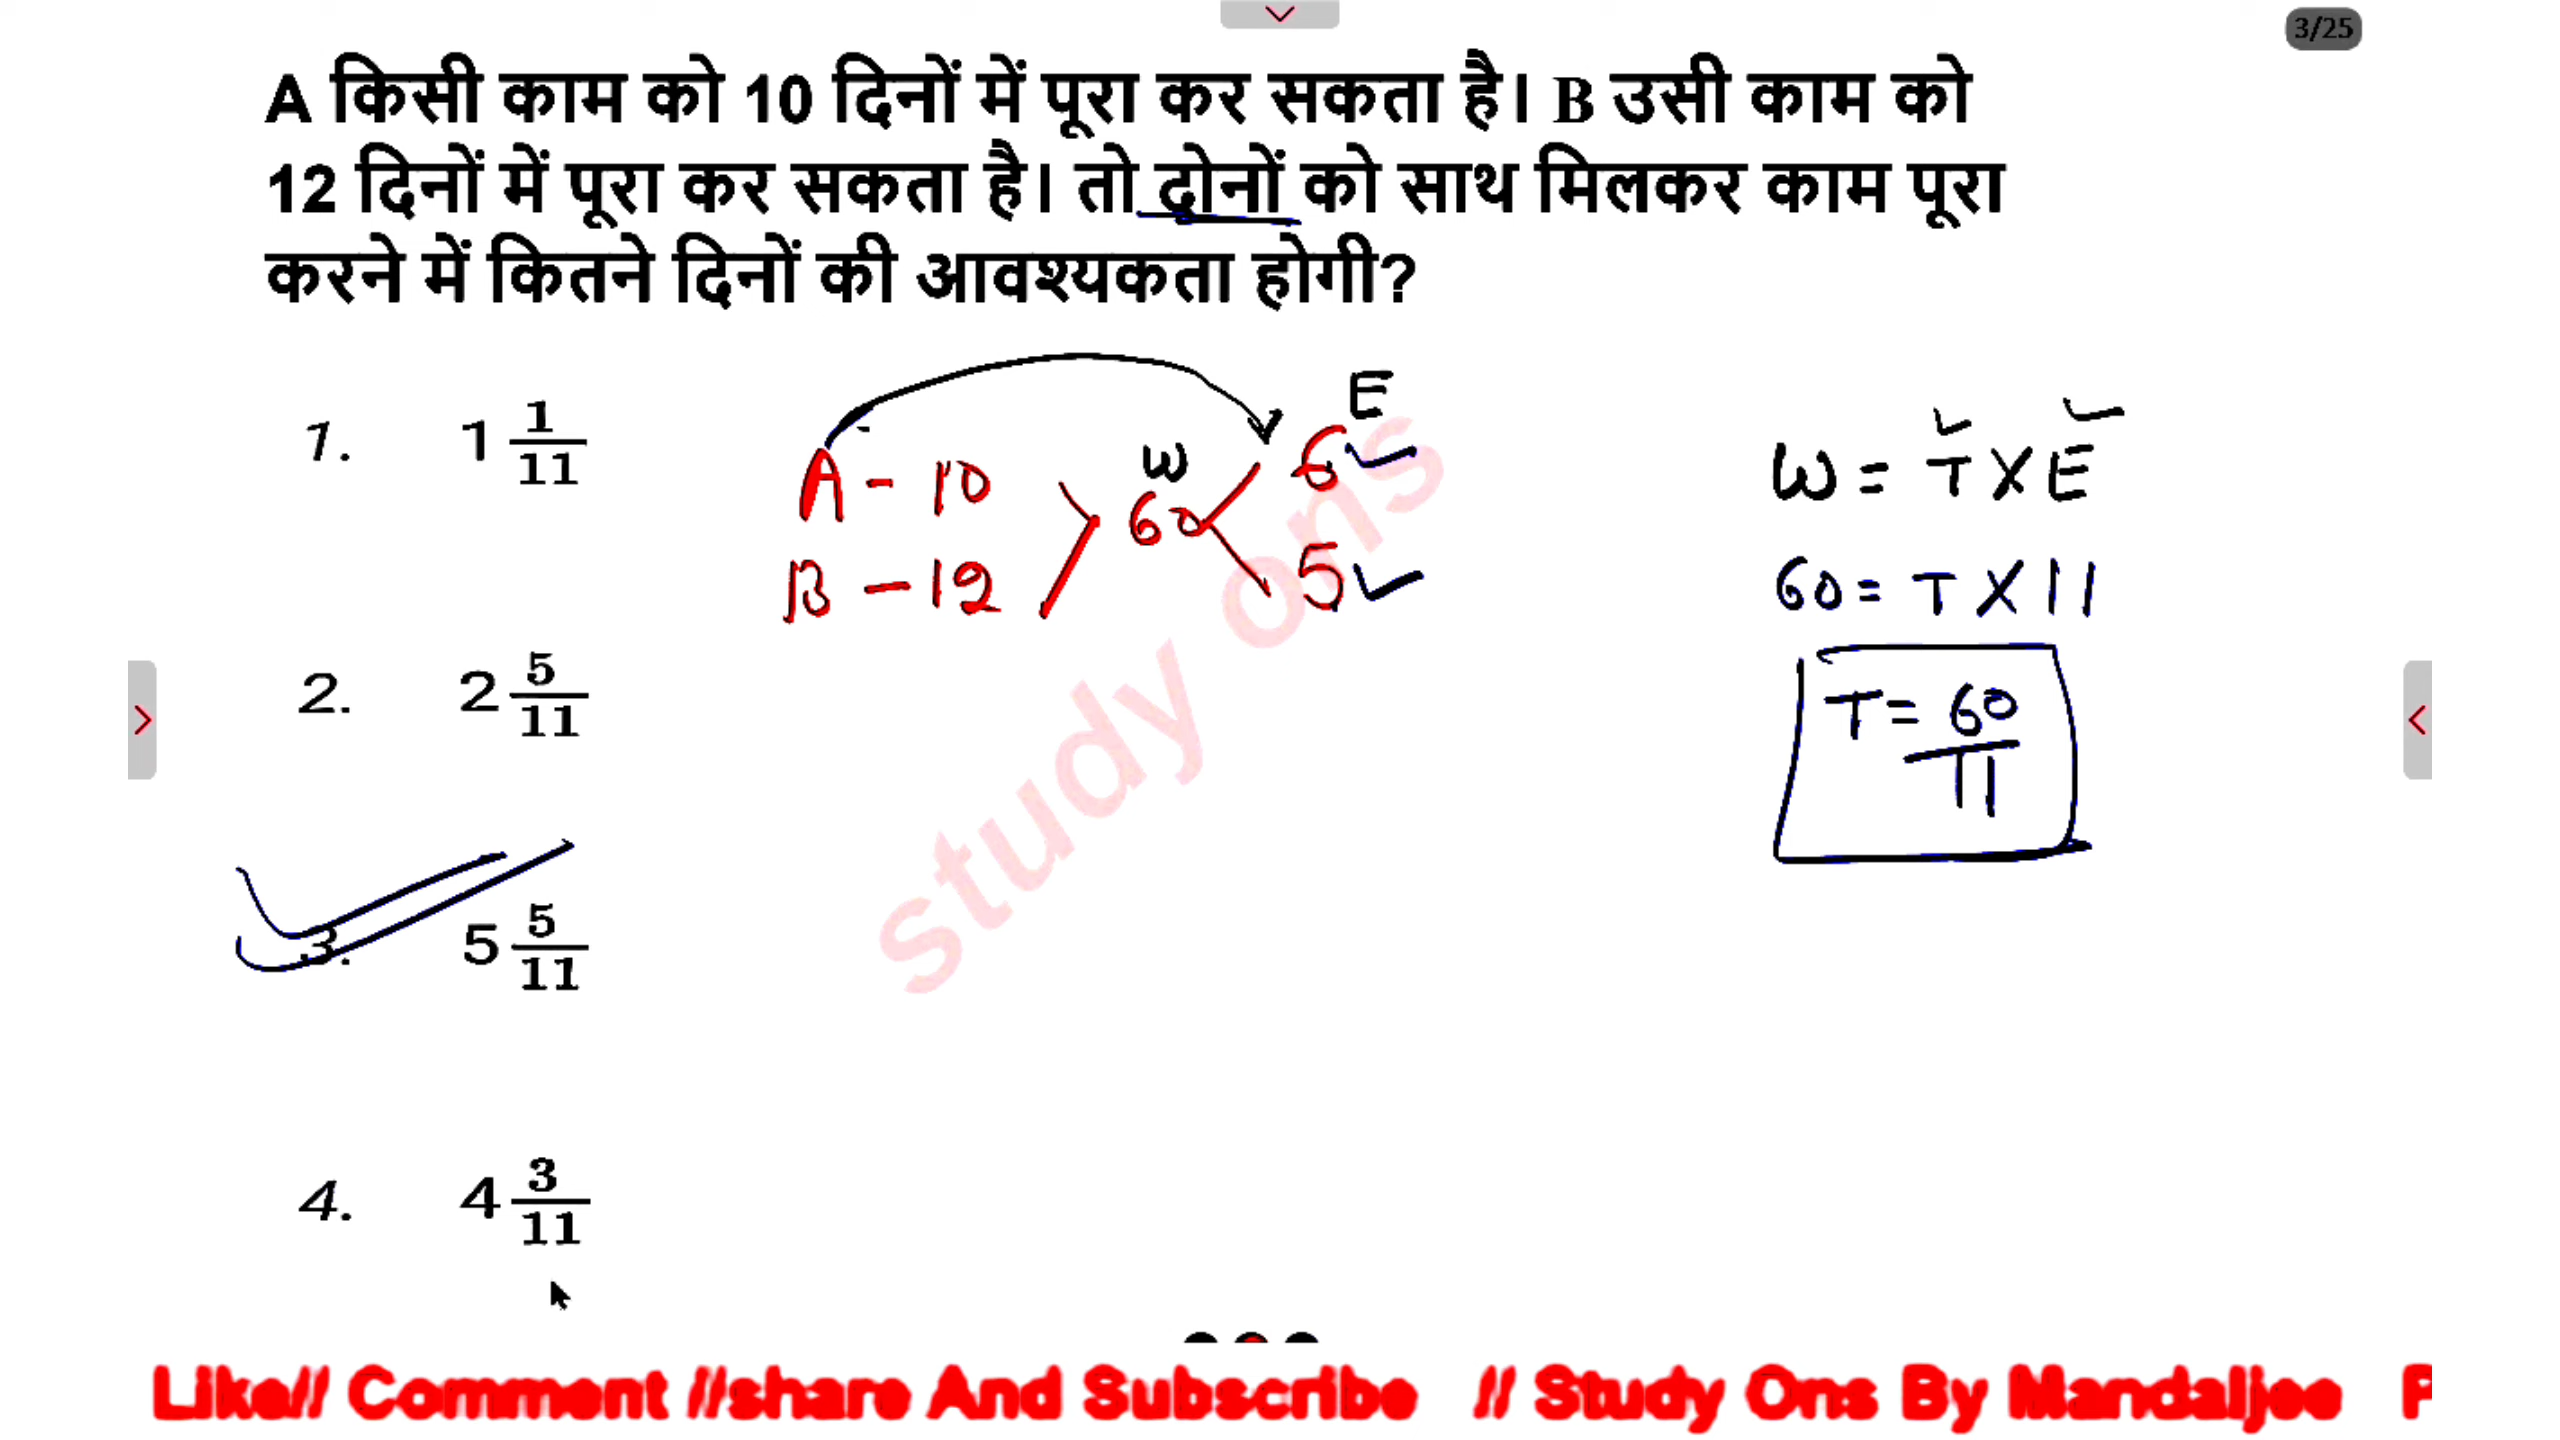 3/25
A किसी काम को 10 दिनों में पूरा कर सकता है। B उसी काम को
12 दिनों में पूरा कर सकता है। तो दोनों को साथ मिलकर काम पूरा
करने में कितने दिनों की आवश्यकता होगी?
1. 1 1/11
2. 2 5/11
3. 5 5/11
4. 4 3/11
E
A - 10
W
60
6
B - 12
5
W = T X E
60 = T X 11
T = 60/11
study ons
Like// Comment //share And Subscribe // Study Ons By Mandaljee